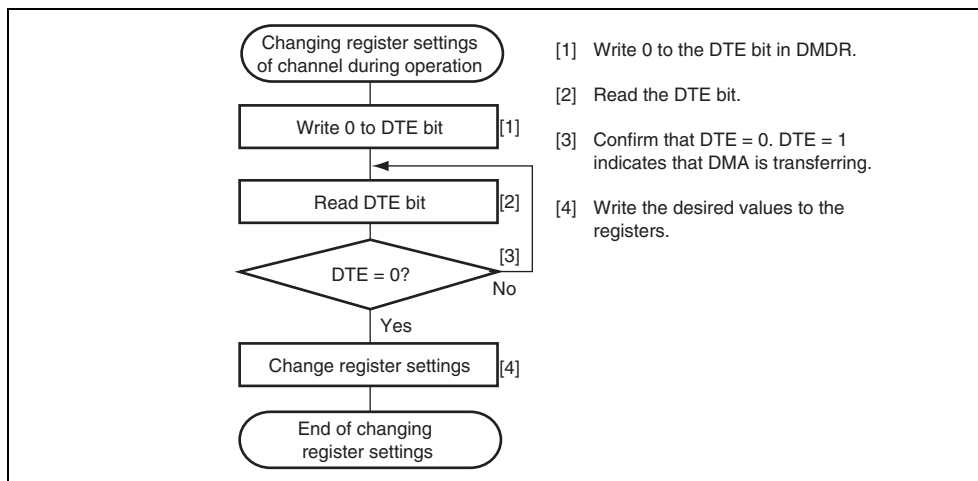 Changing register settings
of channel during operation
Write 0 to DTE bit
[1]
Read DTE bit
[2]
[3]
DTE = 0?
No
Yes
Change register settings
[4]
End of changing
register settings
[1] Write 0 to the DTE bit in DMDR.
[2] Read the DTE bit.
[3] Confirm that DTE = 0. DTE = 1
indicates that DMA is transferring.
[4] Write the desired values to the
registers.